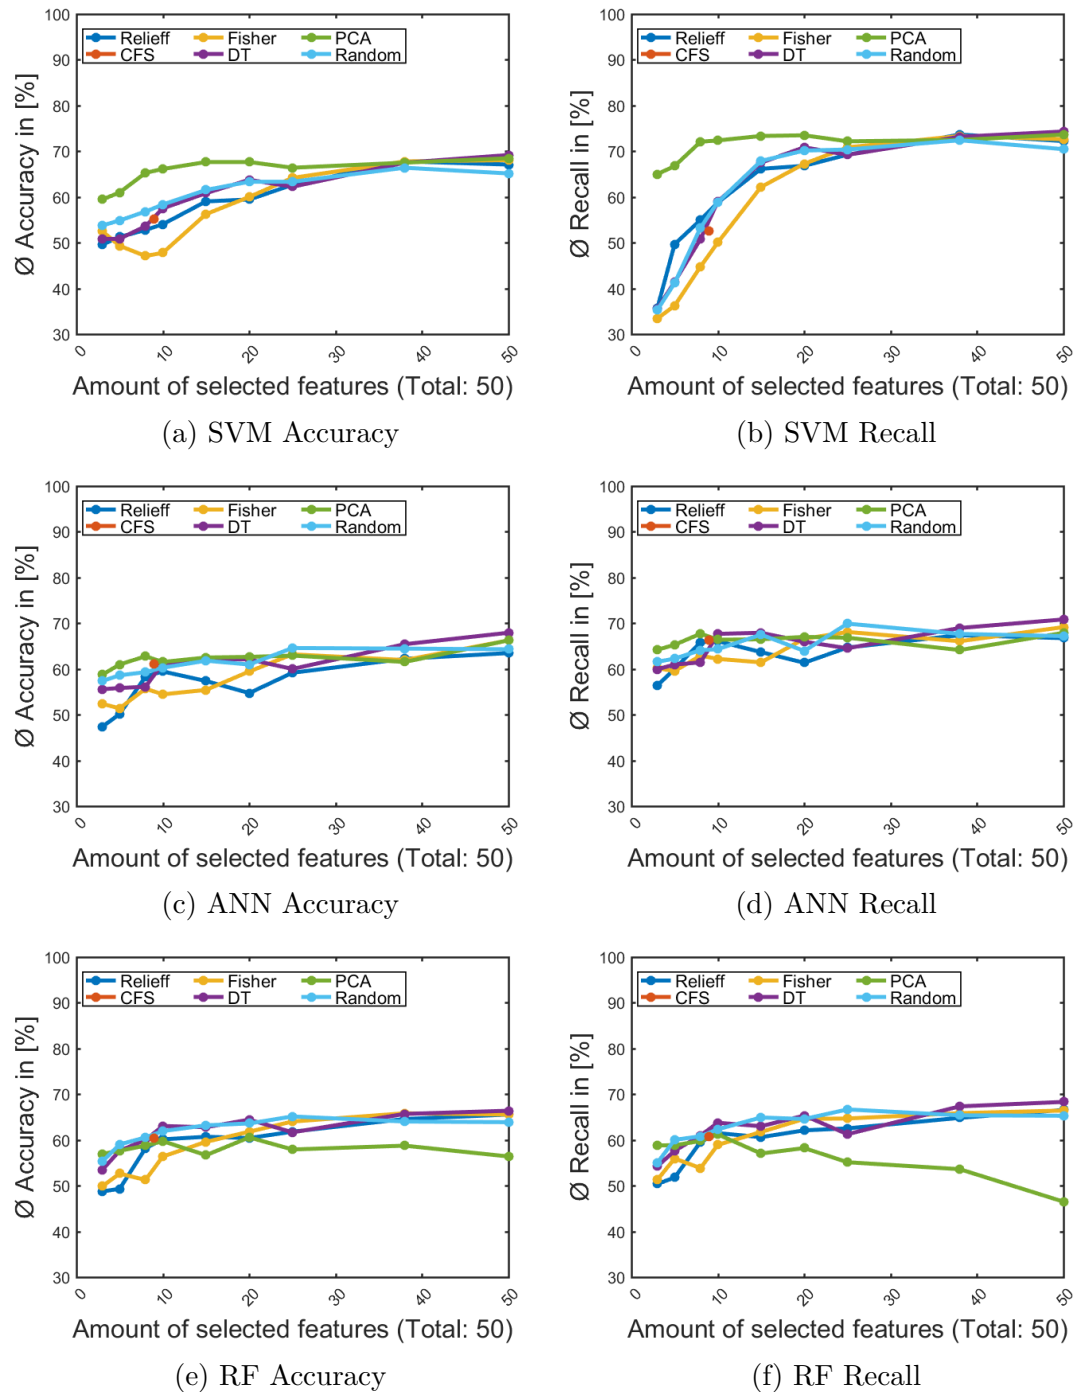 100
90
80
70
60
50
40
30
Ø Accuracy in [%]
Relieff Fisher PCA
CFS DT Random
0 10 20 30 40 50
Amount of selected features (Total: 50)
(a) SVM Accuracy
100
90
80
70
60
50
40
30
Ø Recall in [%]
Relieff Fisher PCA
CFS DT Random
0 10 20 30 40 50
Amount of selected features (Total: 50)
(b) SVM Recall
100
90
80
70
60
50
40
30
Ø Accuracy in [%]
Relieff Fisher PCA
CFS DT Random
0 10 20 30 40 50
Amount of selected features (Total: 50)
(c) ANN Accuracy
100
90
80
70
60
50
40
30
Ø Recall in [%]
Relieff Fisher PCA
CFS DT Random
0 10 20 30 40 50
Amount of selected features (Total: 50)
(d) ANN Recall
100
90
80
70
60
50
40
30
Ø Accuracy in [%]
Relieff Fisher PCA
CFS DT Random
0 10 20 30 40 50
Amount of selected features (Total: 50)
(e) RF Accuracy
100
90
80
70
60
50
40
30
Ø Recall in [%]
Relieff Fisher PCA
CFS DT Random
0 10 20 30 40 50
Amount of selected features (Total: 50)
(f) RF Recall